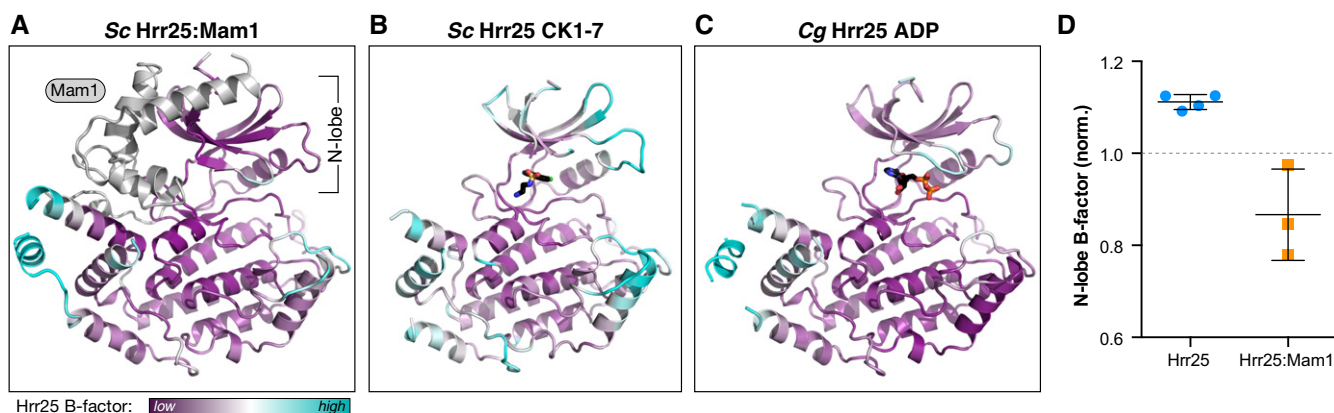 A
Sc Hrr25:Mam1
Mam1
N-lobe
B
Sc Hrr25 CK1-7
C
Cg Hrr25 ADP
D
1.2
1.0
0.8
0.6
N-lobe B-factor (norm.)
Hrr25
Hrr25:Mam1
Hrr25 B-factor:
low
high